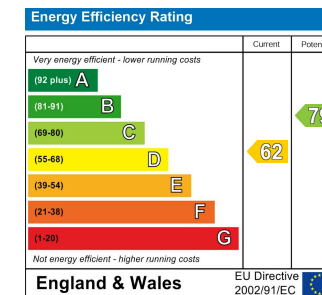 Energy Efficiency Rating
Current
Very energy efficient - lower running costs
(92 plus) A
(81-91) B
(69-80) C
(55-68) D
62
(39-54) E
(21-38) F
(1-20) G
Not energy efficient - higher running costs
England & Wales
EU Directive
2002/91/EC